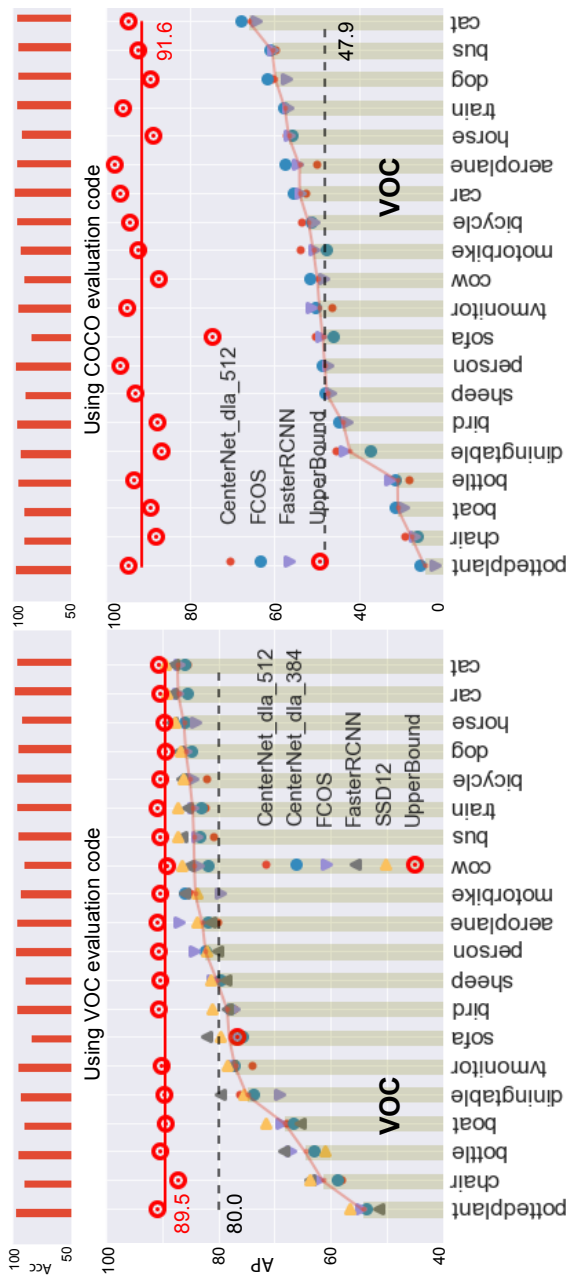 100
50
Acc
Using VOC evaluation code
100
80
60
40
AP
89.5
80.0
VOC
CenterNet_dla_512
CenterNet_dla_384
FCOS
FasterRCNN
SSD12
UpperBound
pottedplant
chair
bottle
boat
diningtable
tvmonitor
sofa
bird
sheep
person
aeroplane
motorbike
cow
bus
train
bicycle
dog
horse
car
cat
100
50
Using COCO evaluation code
100
80
60
40
20
0
91.6
47.9
VOC
CenterNet_dla_512
FCOS
FasterRCNN
UpperBound
pottedplant
chair
boat
bottle
diningtable
bird
sheep
person
sofa
tvmonitor
cow
motorbike
bicycle
car
aeroplane
horse
train
dog
bus
cat